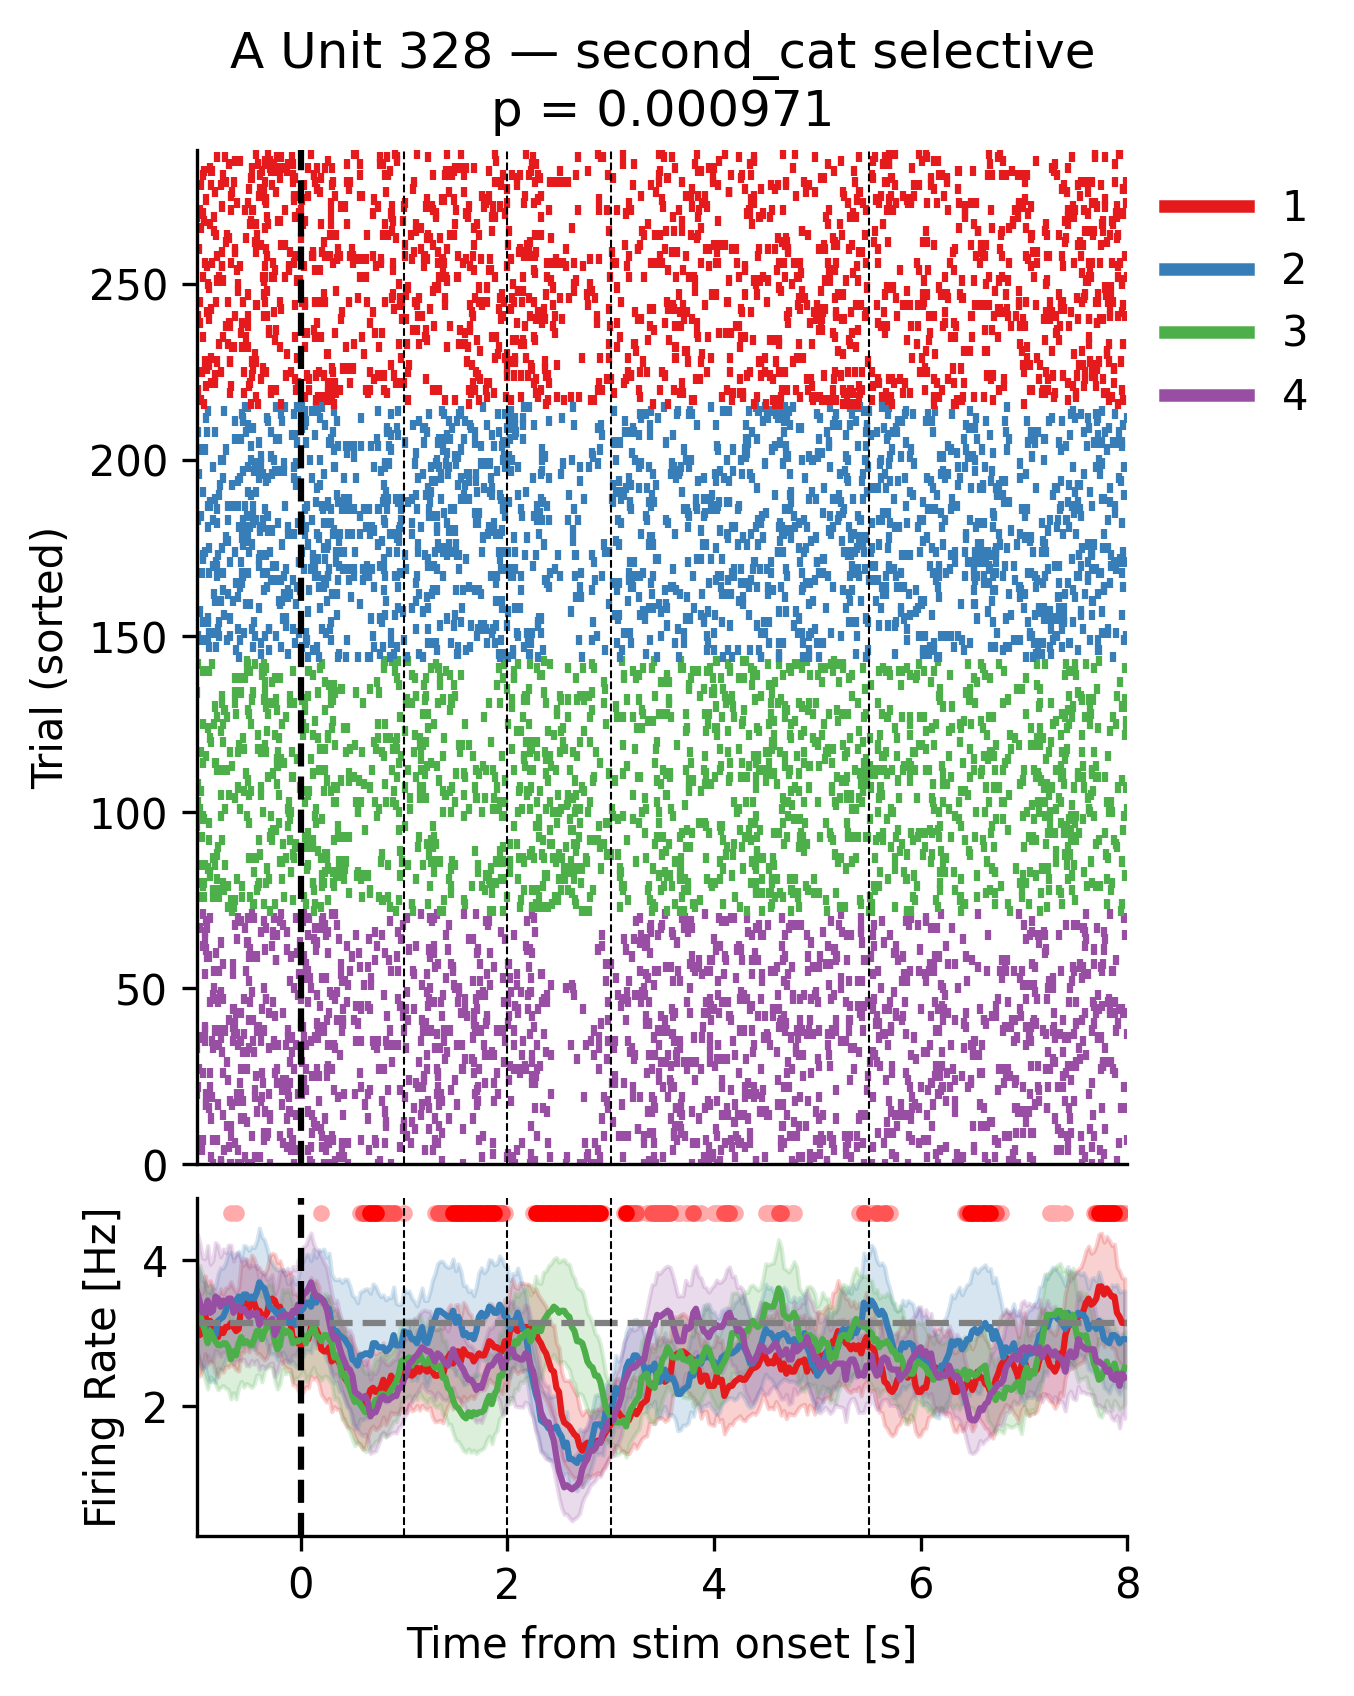 A Unit 328 — second_cat selective
p = 0.000971
1
2
3
4
Trial (sorted)
250
200
150
100
50
0
Firing Rate [Hz]
4
2
0 2 4 6 8
Time from stim onset [s]